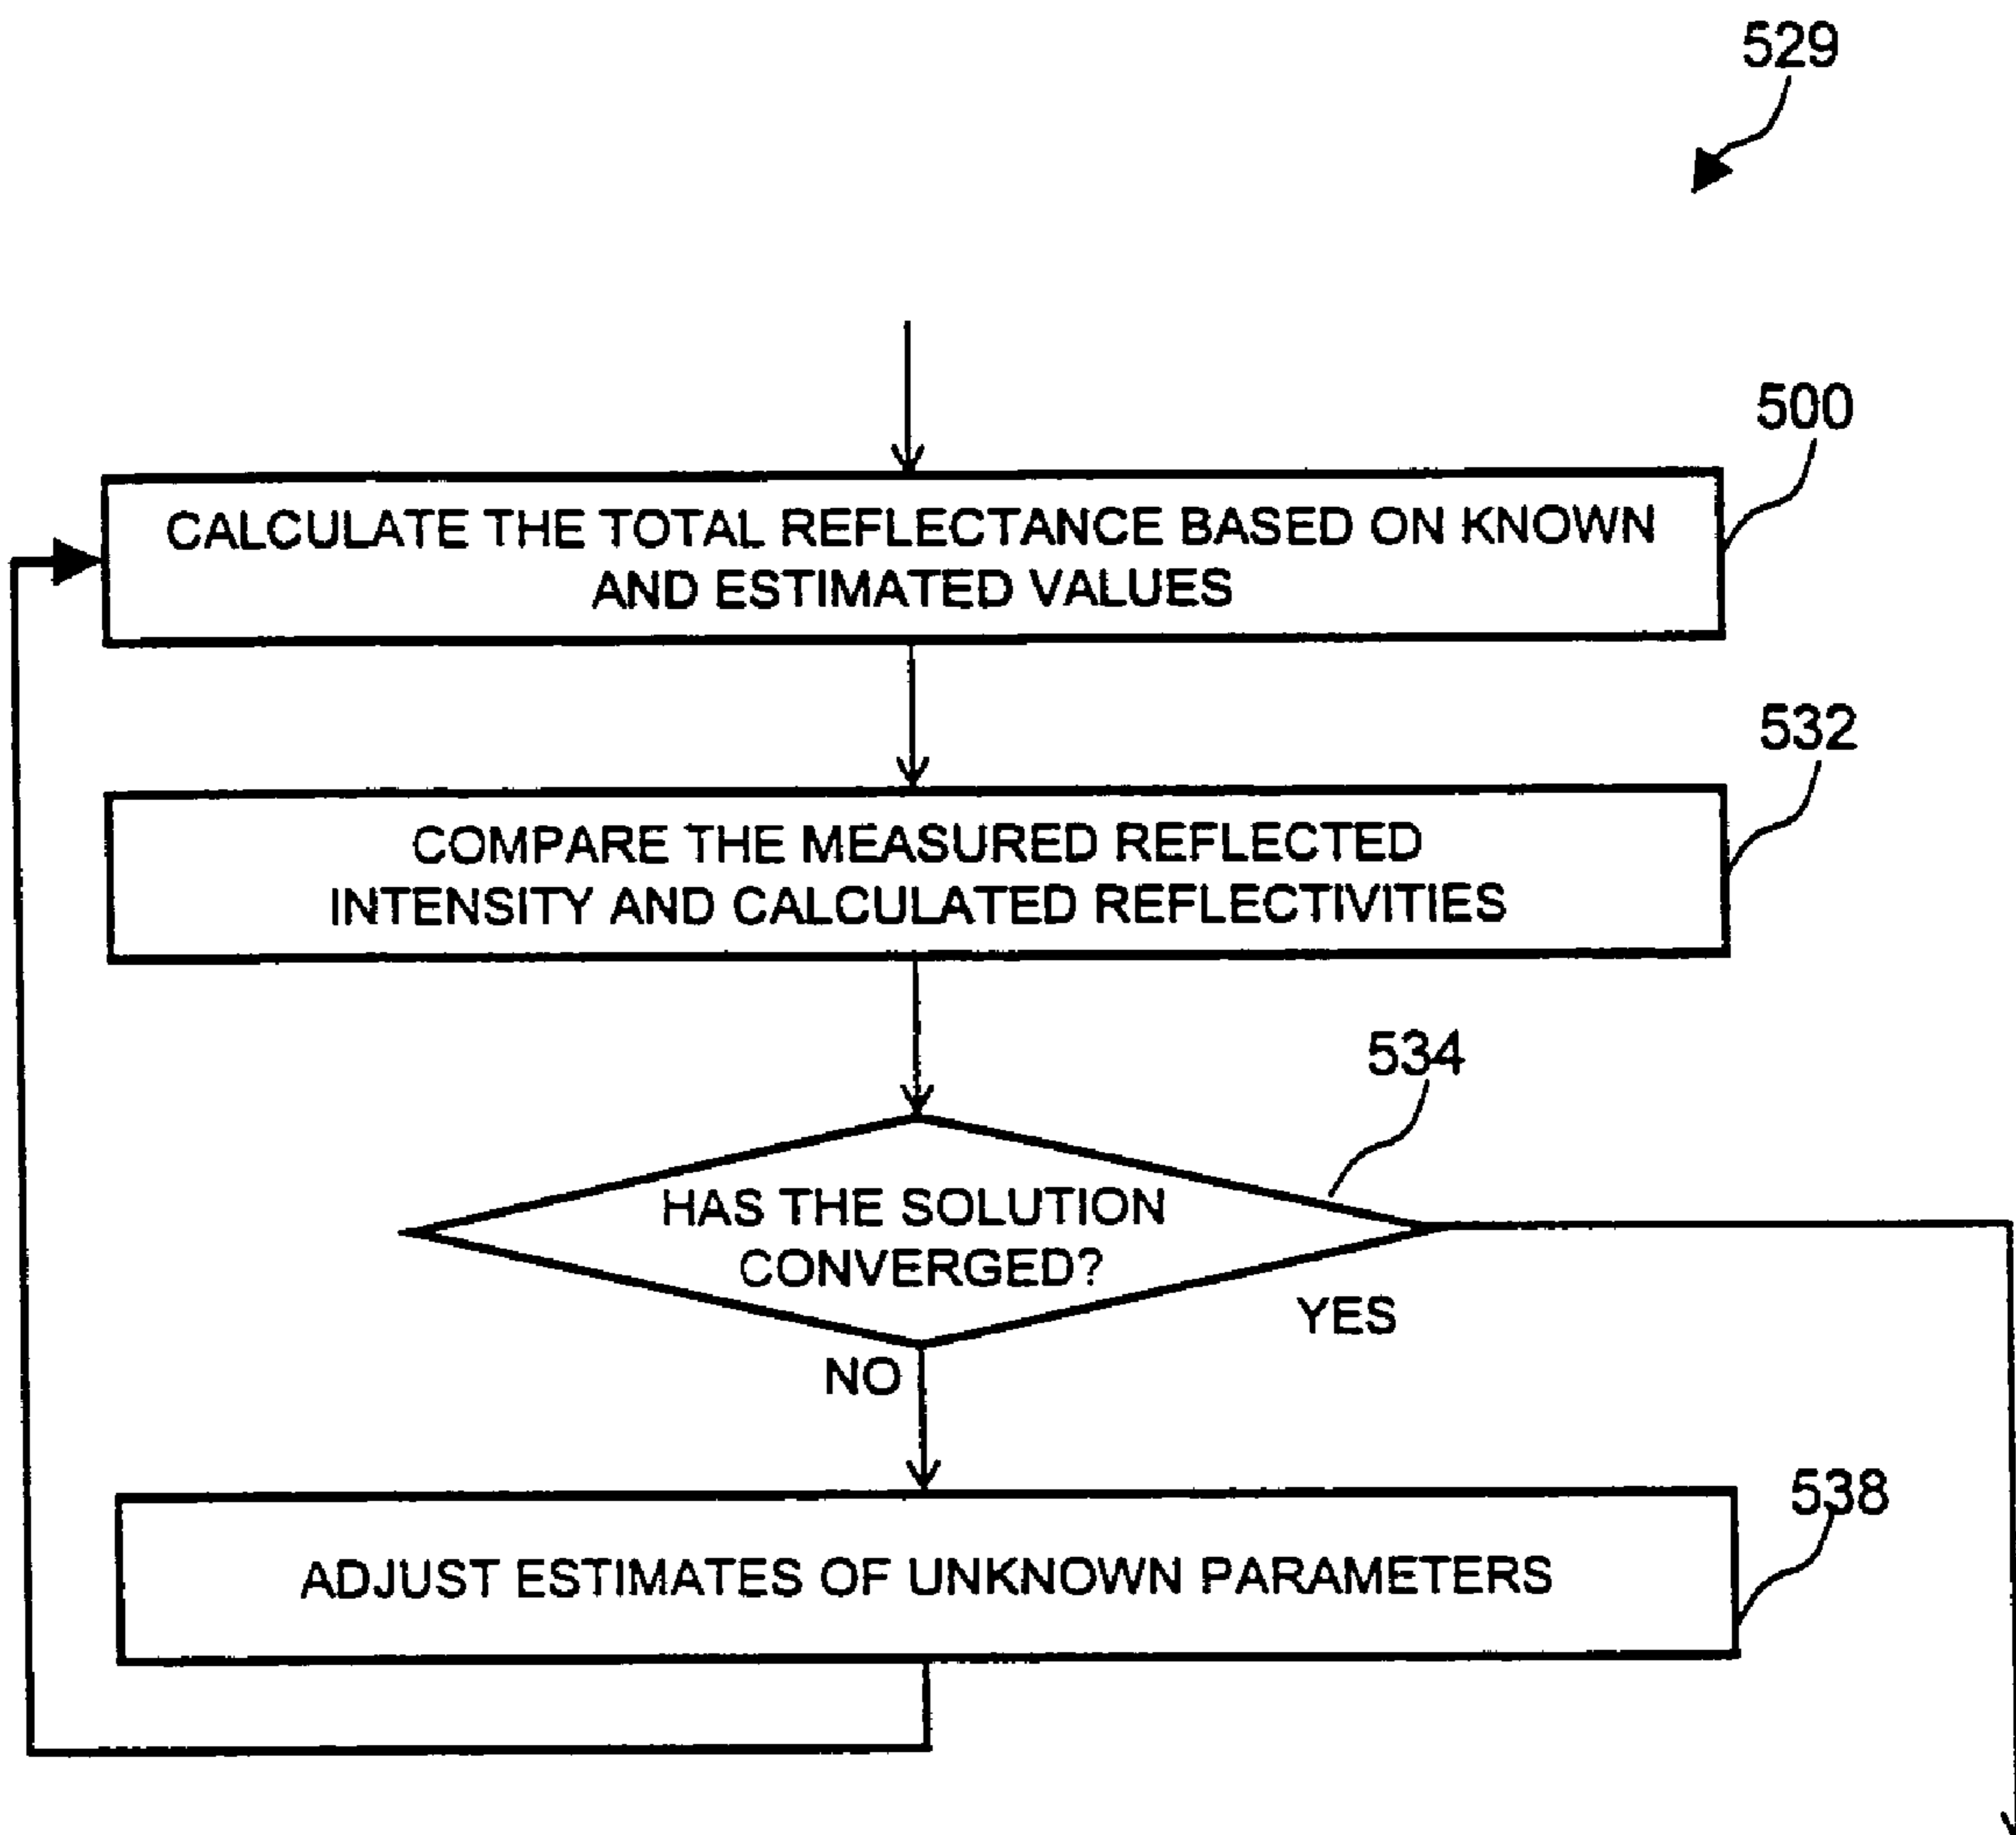 529
500
CALCULATE THE TOTAL REFLECTANCE BASED ON KNOWN
AND ESTIMATED VALUES
532
COMPARE THE MEASURED REFLECTED
INTENSITY AND CALCULATED REFLECTIVITIES
534
HAS THE SOLUTION
CONVERGED?
YES
NO
538
ADJUST ESTIMATES OF UNKNOWN PARAMETERS